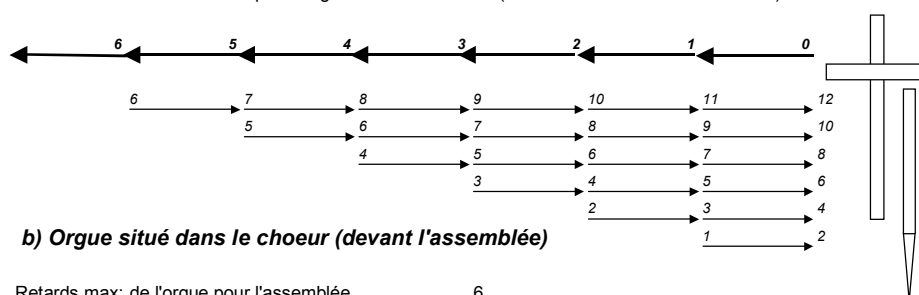 6 5 4 3 2 1 0
6 7 8 9 10 11 12
5 6 7 8 9 10
4 5 6 7 8
3 4 5 6
2 3 4
b) Orgue situé dans le choeur (devant l'assemblée)
1 2
Retards max: de l'orgue pour l'assemblée 6